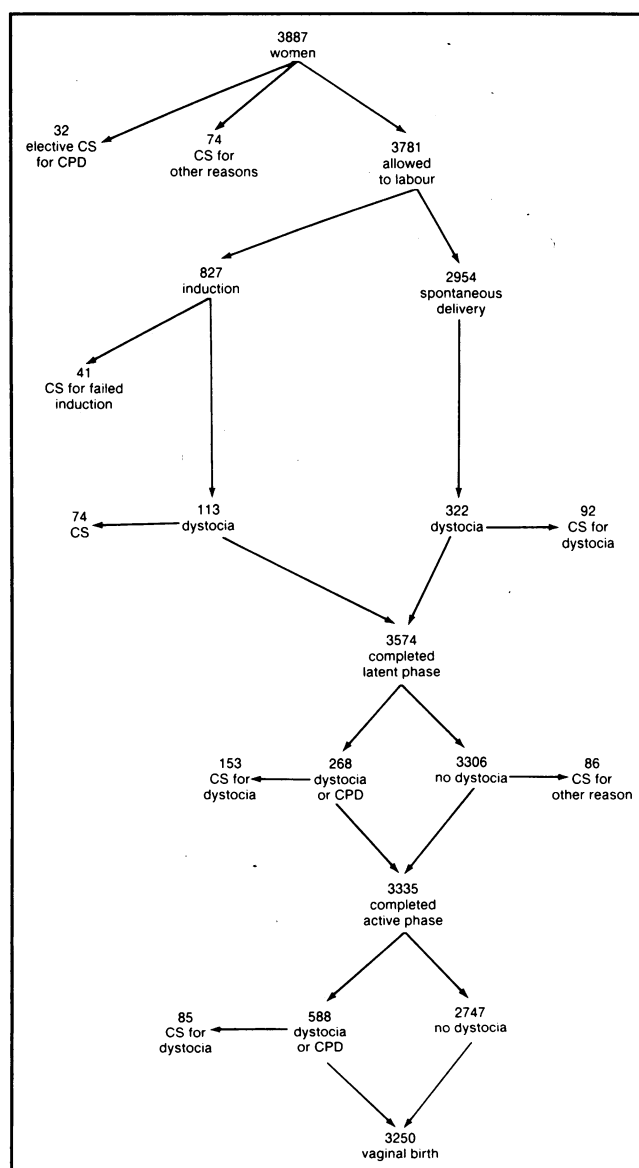 3887
women
32
elective CS
for CPD
74
CS for
other reasons
3781
allowed
to labour
827
induction
2954
spontaneous
delivery
41
CS for failed
induction
74
CS
113
dystocia
322
dystocia
92
CS for
dystocia
3574
completed
latent phase
153
CS for
dystocia
268
dystocia
or CPD
3306
no dystocia
86
CS for
other reason
3335
completed
active phase
85
CS for
dystocia
588
dystocia
or CPD
2747
no dystocia
3250
vaginal birth